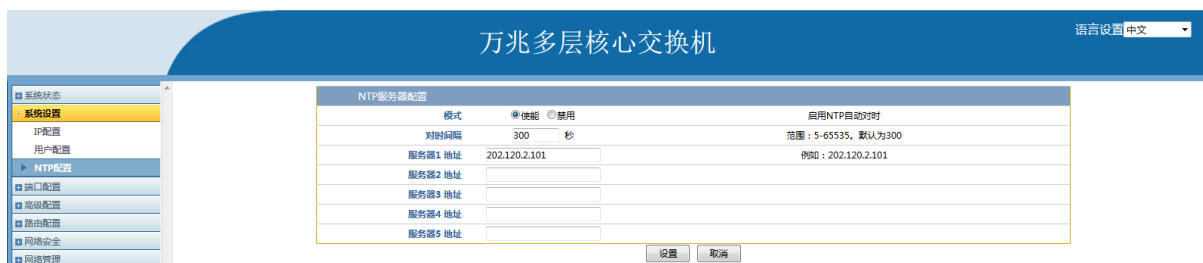 万兆多层核心交换机
语言设置 中文
系统状态
系统设置
IP配置
用户配置
NTP配置
端口配置
高级配置
路由配置
网络安全
网络管理
NTP服务器配置
模式 使能 禁用 启用NTP自动对时
对时间隔 300 秒 范围：5-65535。默认为300
服务器1 地址 202.120.2.101 例如：202.120.2.101
服务器2 地址
服务器3 地址
服务器4 地址
服务器5 地址
设置 取消